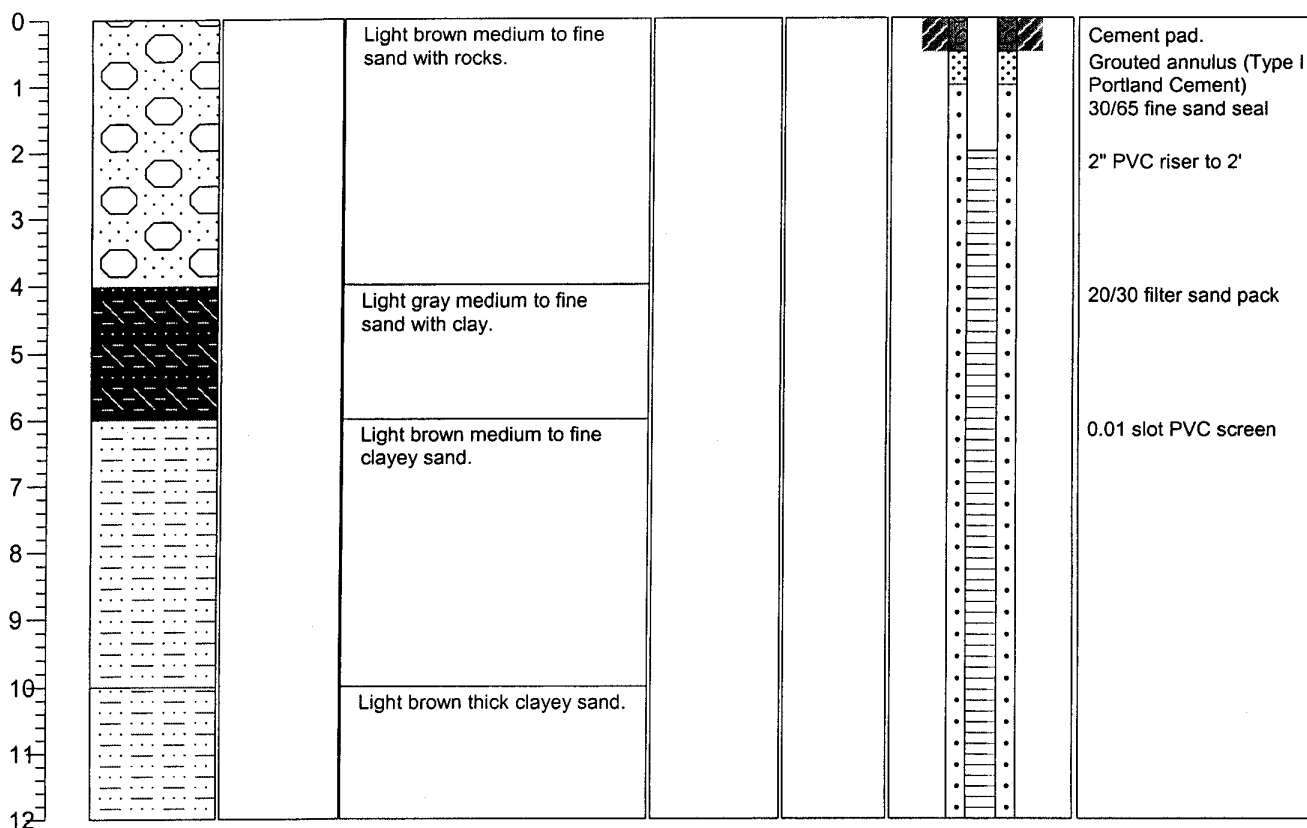 0
Light brown medium to fine
sand with rocks.
Cement pad.
Grouted annulus (Type I
Portland Cement)
1
30/65 fine sand seal
2
2" PVC riser to 2'
3
4
Light gray medium to fine
sand with clay.
20/30 filter sand pack
5
6
Light brown medium to fine
clayey sand.
0.01 slot PVC screen
7
8
9
10
Light brown thick clayey sand.
11
12